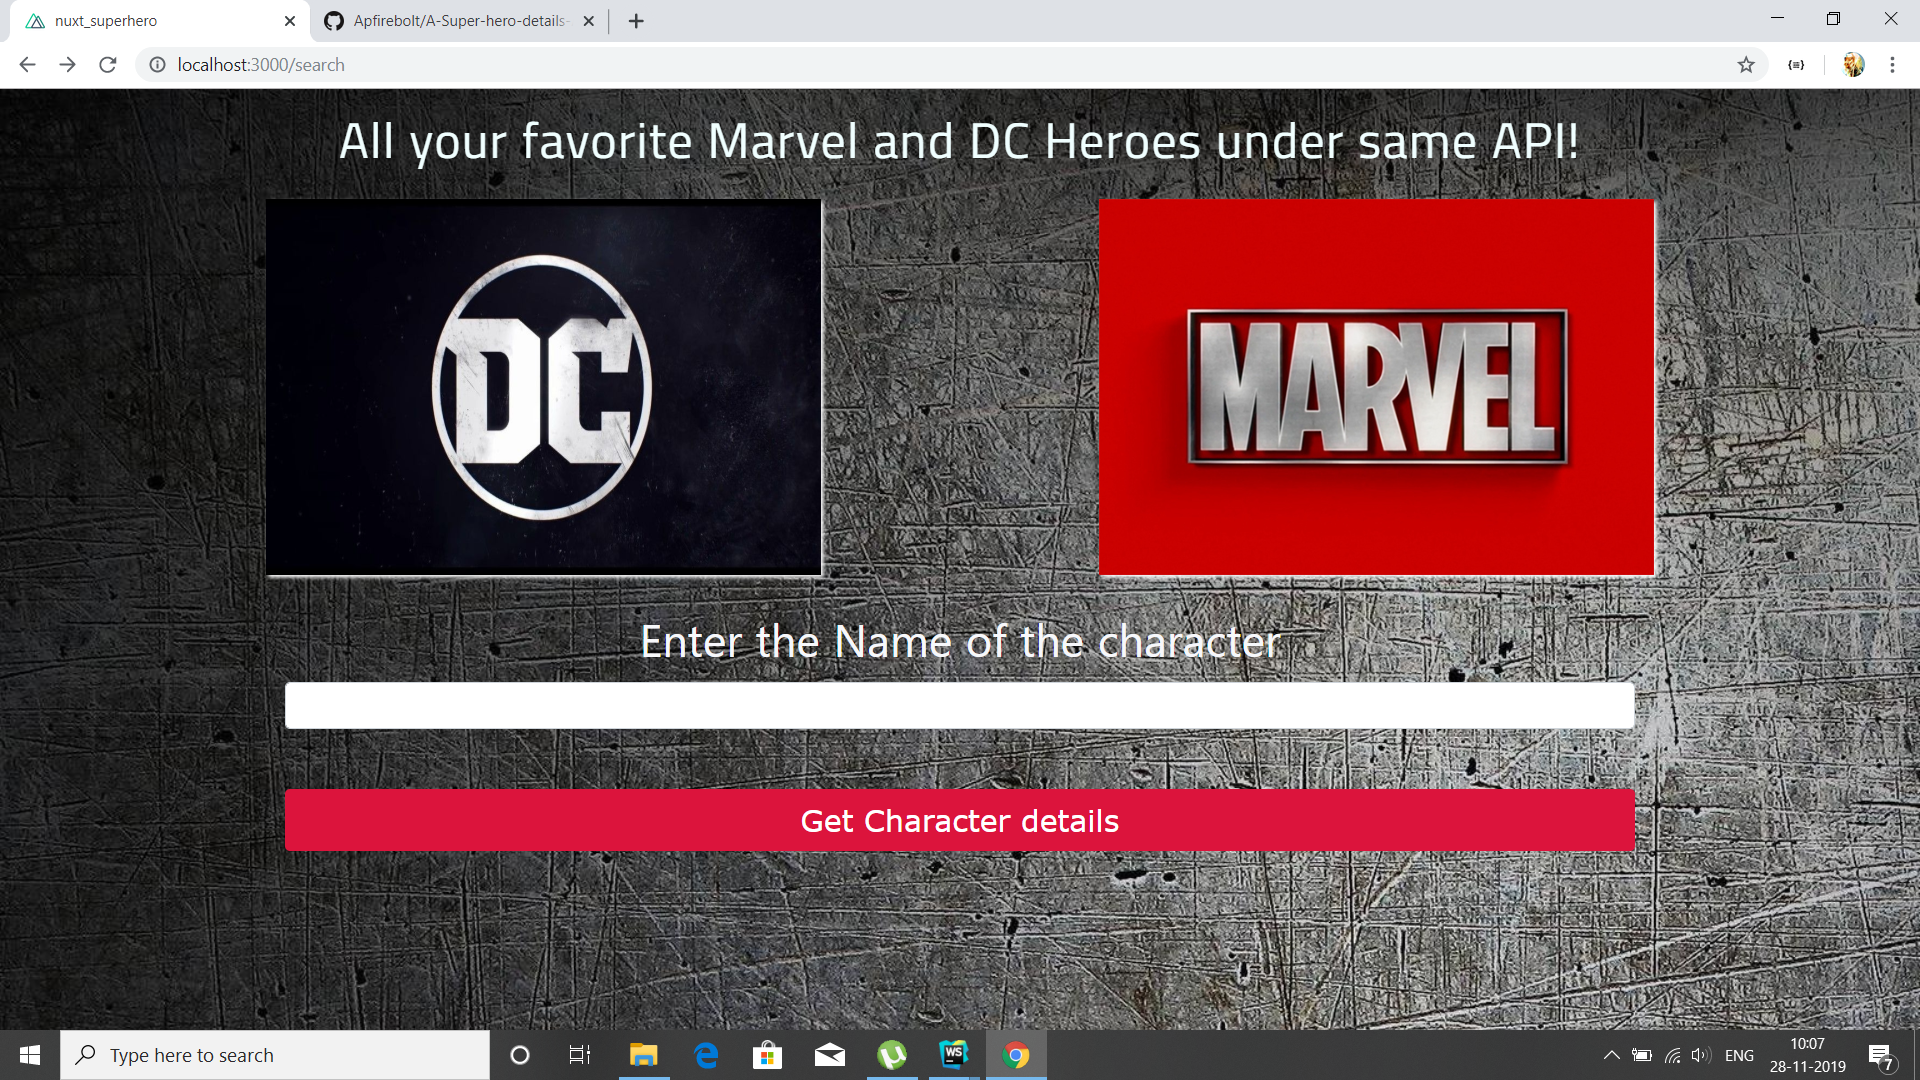 nuxt_superhero
Apfirebolt/A-Super-hero-details-
localhost:3000/search
All your favorite Marvel and DC Heroes under same API!
DC
MARVEL
Enter the Name of the character
Get Character details
Type here to search
WS
ENG
10:07
28-11-2019
7